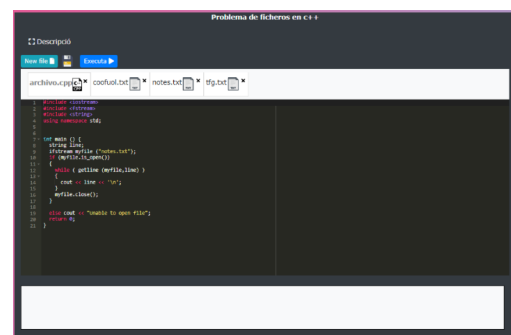 Problema de ficheros en c++
Descripció
New file Executa
archivo.cpp × coofuol.txt × notes.txt × tfg.txt ×
1 #include <iostream>
2 #include <fstream>
3 #include <string>
4 using namespace std;
5
6
7 int main () {
8 string line;
9 ifstream myfile ("notes.txt");
10 if (myfile.is_open())
11 {
12 while ( getline (myfile,line) )
13 {
14 cout << line << '\n';
15 }
16 myfile.close();
17 }
18
19 else cout << "Unable to open file";
20 return 0;
21 }